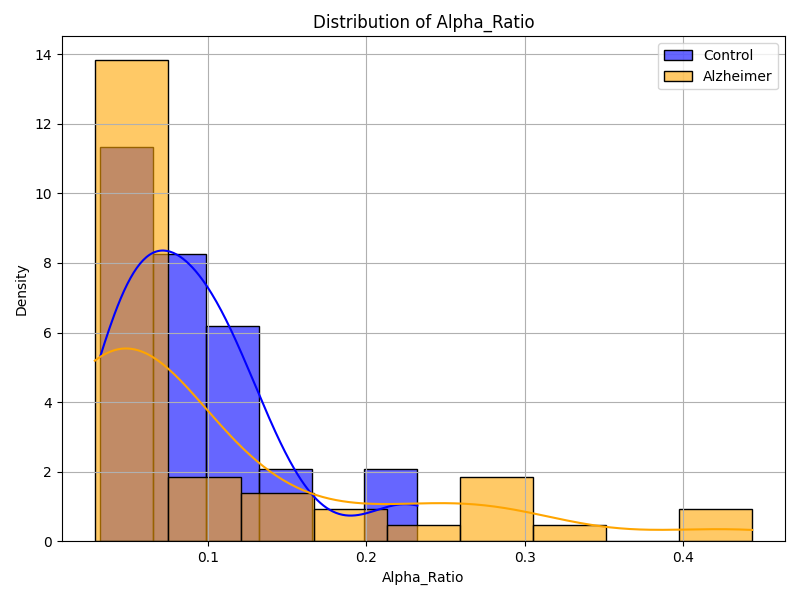 Distribution of Alpha_Ratio
Control
Alzheimer
14
12
10
8
6
4
2
0
Density
0.1 0.2 0.3 0.4
Alpha_Ratio